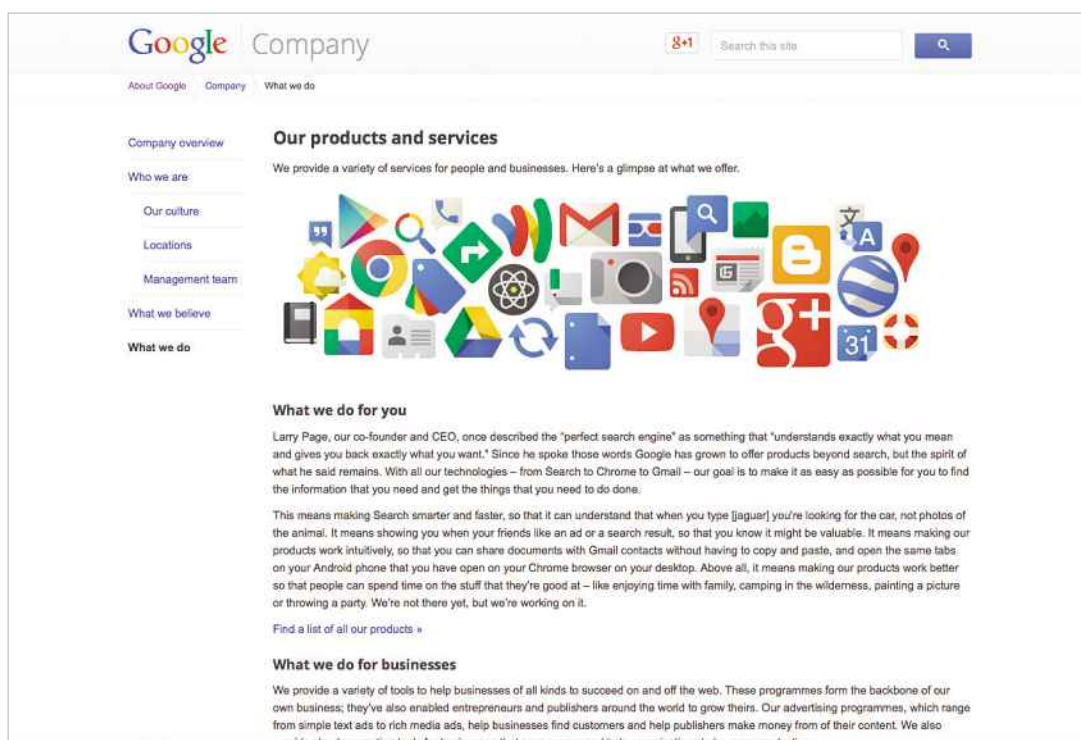 Google Company
8+1 Search this site
About Google Company What we do
Company overview
Who we are
Our culture
Locations
Management team
What we believe
What we do
Our products and services
We provide a variety of services for people and businesses. Here's a glimpse at what we offer.
A
g+
31
What we do for you
Larry Page, our co-founder and CEO, once described the "perfect search engine" as something that "understands exactly what you mean
and gives you back exactly what you want." Since he spoke those words Google has grown to offer products beyond search, but the spirit of
what he said remains. With all our technologies – from Search to Chrome to Gmail – our goal is to make it as easy as possible for you to find
the information that you need and get the things that you need to do done.
This means making Search smarter and faster, so that it can understand that when you type [jaguar] you're looking for the car, not photos of
the animal. It means showing you when your friends like an ad or a search result, so that you know it might be valuable. It means making our
products work intuitively, so that you can share documents with Gmail contacts without having to copy and paste, and open the same tabs
on your Android phone that you have open on your Chrome browser on your desktop. Above all, it means making our products work better
so that people can spend time on the stuff that they're good at – like enjoying time with family, camping in the wilderness, painting a picture
or throwing a party. We're not there yet, but we're working on it.
Find a list of all our products »
What we do for businesses
We provide a variety of tools to help businesses of all kinds to succeed on and off the web. These programmes form the backbone of our
own business; they've also enabled entrepreneurs and publishers around the world to grow theirs. Our advertising programmes, which range
from simple text ads to rich media ads, help businesses find customers and help publishers make money from of their content. We also